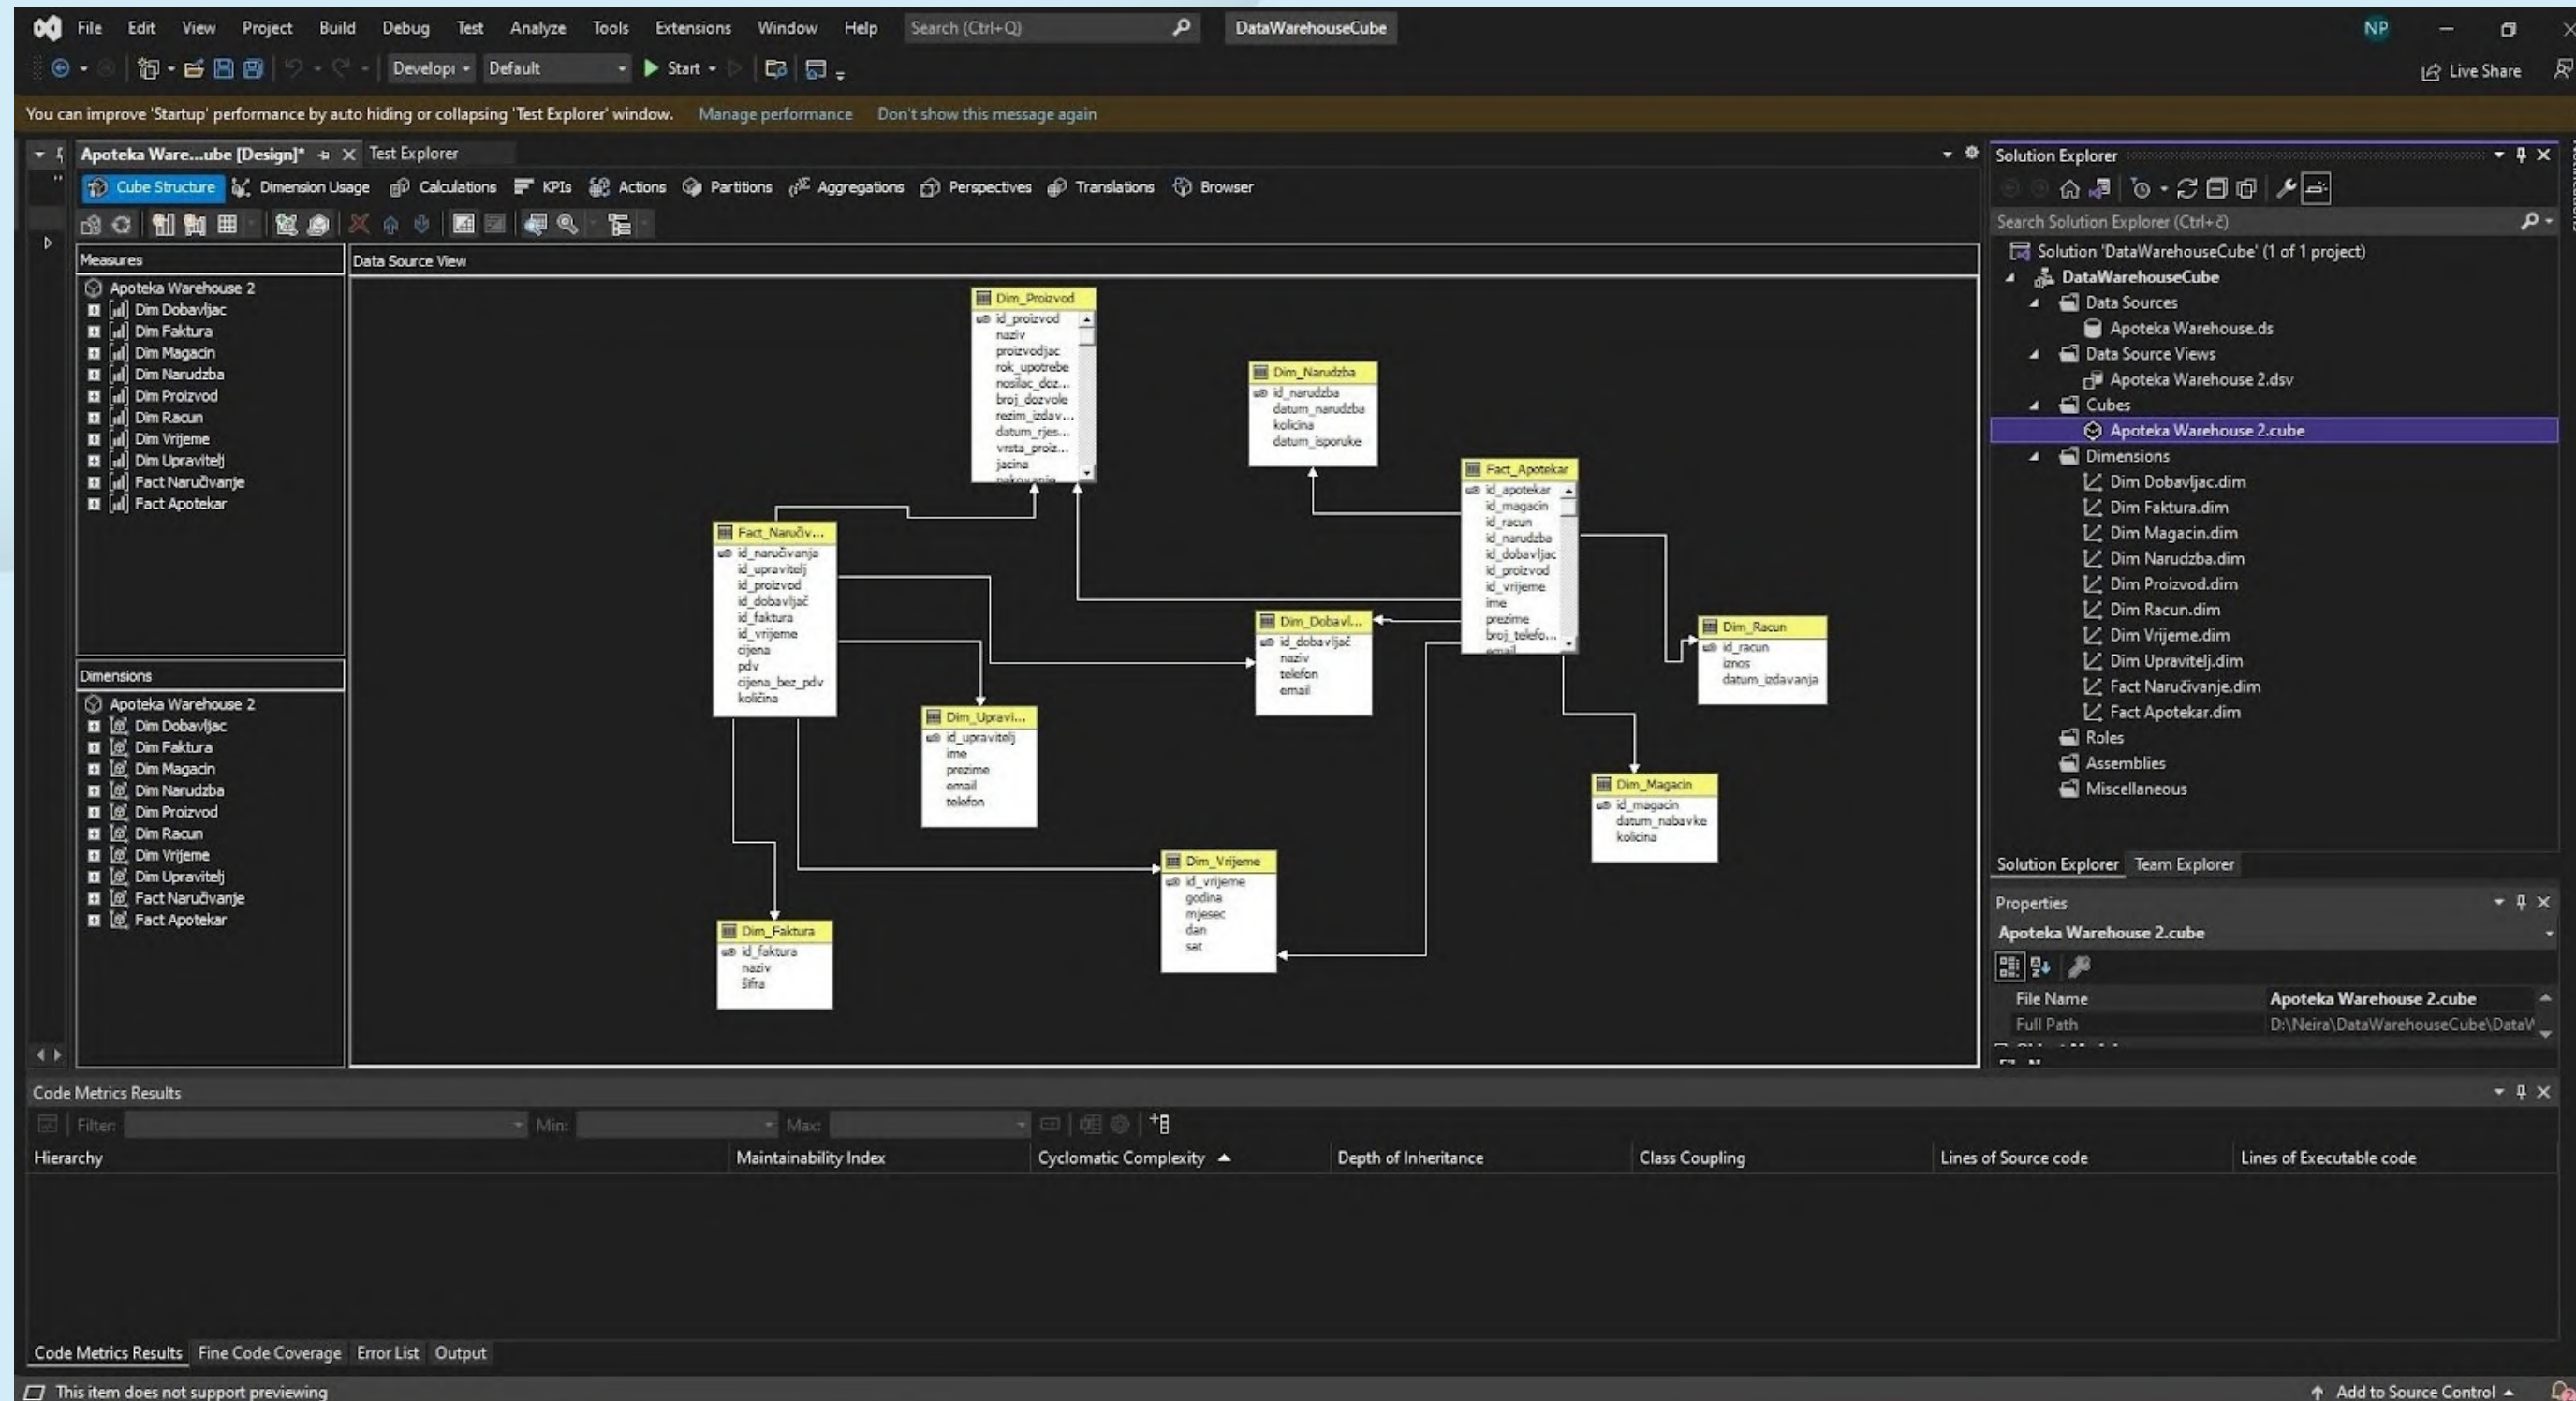 File Edit View Project Build Debug Test Analyze Tools Extensions Window Help Search (Ctrl+Q) DataWarehouseCube NP
Developı Default Start Live Share
You can improve 'Startup' performance by auto hiding or collapsing 'Test Explorer' window. Manage performance Don't show this message again
Apoteka Ware...ube [Design]* Test Explorer
Cube Structure Dimension Usage Calculations KPIs Actions Partitions Aggregations Perspectives Translations Browser
Measures
Apoteka Warehouse 2
Dim Dobavljac
Dim Faktura
Dim Magacin
Dim Narudzba
Dim Proizvod
Dim Racun
Dim Vrijeme
Dim Upravitelj
Fact Naručivanje
Fact Apotekar
Dimensions
Apoteka Warehouse 2
Dim Dobavljac
Dim Faktura
Dim Magacin
Dim Narudzba
Dim Proizvod
Dim Racun
Dim Vrijeme
Dim Upravitelj
Fact Naručivanje
Fact Apotekar
Data Source View
Dim_Proizvod
id_proizvod
naziv
proizvodjac
rok_upotrebe
nosilac_doz...
broj_dozvole
rezim_izdav...
datum_rjes...
vrsta_proiz...
jacina
pakovanje
Dim_Narudzba
id_narudzba
datum_narudzba
kolicina
datum_isporuke
Fact_Apotekar
id_apotekar
id_magacin
id_racun
id_narudzba
id_dobavljac
id_proizvod
id_vrijeme
ime
prezime
broj_telefo...
email
Fact_Naručiv...
id_naručivanja
id_upravitelj
id_proizvod
id_dobavljač
id_faktura
id_vrijeme
cijena
pdv
cijena_bez_pdv
količina
Dim_Dobavl...
id_dobavljač
naziv
telefon
email
Dim_Racun
id_racun
iznos
datum_izdavanja
Dim_Upravi...
id_upravitelj
ime
prezime
email
telefon
Dim_Magacin
id_magacin
datum_nabavke
kolicina
Dim_Vrijeme
id_vrijeme
godina
mjesec
dan
sat
Dim_Faktura
id_faktura
naziv
šifra
Solution Explorer
Search Solution Explorer (Ctrl+č)
Solution 'DataWarehouseCube' (1 of 1 project)
DataWarehouseCube
Data Sources
Apoteka Warehouse.ds
Data Source Views
Apoteka Warehouse 2.dsv
Cubes
Apoteka Warehouse 2.cube
Dimensions
Dim Dobavljac.dim
Dim Faktura.dim
Dim Magacin.dim
Dim Narudzba.dim
Dim Proizvod.dim
Dim Racun.dim
Dim Vrijeme.dim
Dim Upravitelj.dim
Fact Naručivanje.dim
Fact Apotekar.dim
Roles
Assemblies
Miscellaneous
Solution Explorer Team Explorer
Properties
Apoteka Warehouse 2.cube
File Name Apoteka Warehouse 2.cube
Full Path D:\Neira\DataWarehouseCube\DataW
Code Metrics Results
Filter: Min: Max:
Hierarchy Maintainability Index Cyclomatic Complexity Depth of Inheritance Class Coupling Lines of Source code Lines of Executable code
Code Metrics Results Fine Code Coverage Error List Output
This item does not support previewing Add to Source Control 2